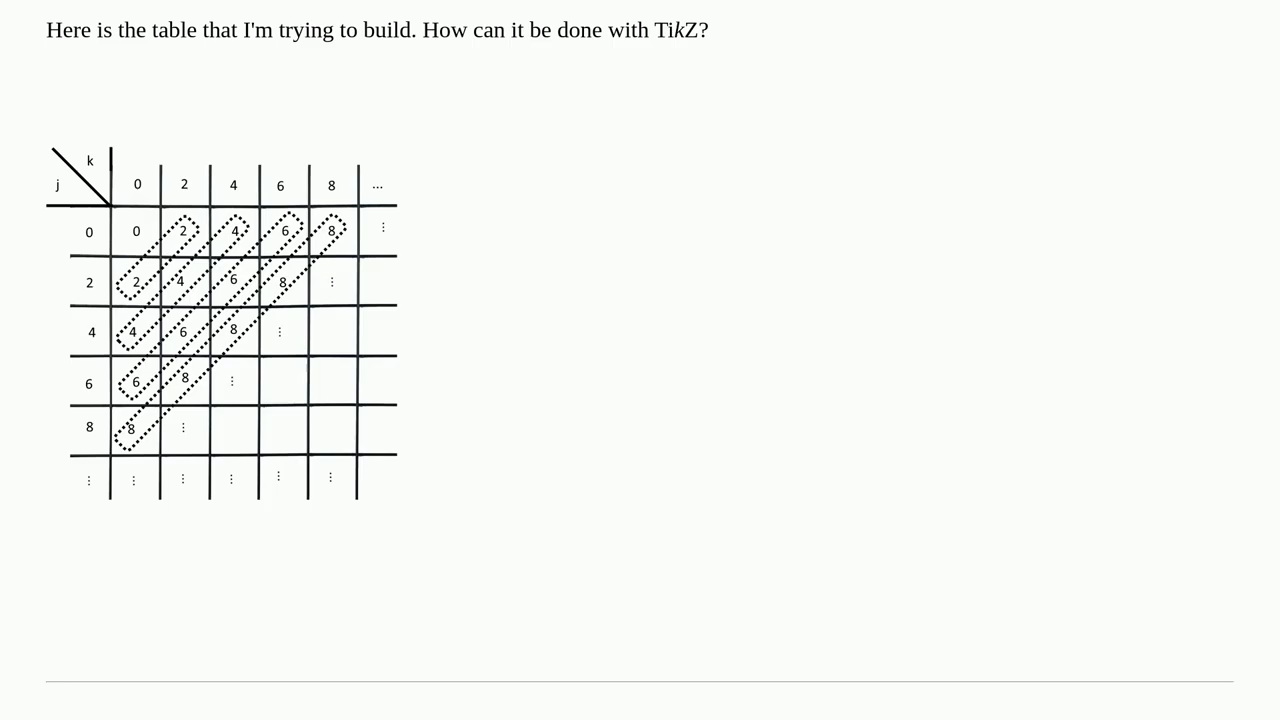 Here is the table that I'm trying to build. How can it be done with TikZ?
k
j 0 2 4 6 8 ...
0 0 2 4 6 8 ⋮
2 2 4 6 8 ⋮
4 4 6 8 ⋮
6 6 8 ⋮
8 8 ⋮
⋮ ⋮ ⋮ ⋮ ⋮ ⋮